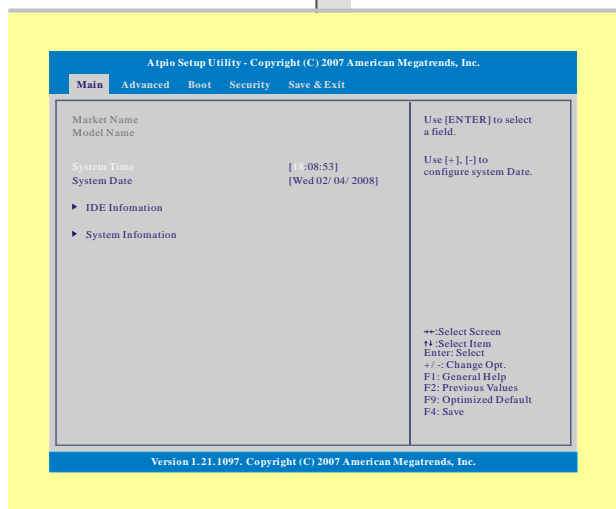 Atpio Setup Utility - Copyright (C) 2007 American Megatrends, Inc.
Main Advanced Boot Security Save & Exit
Market Name
Model Name
System Time [18:08:53]
System Date [Wed 02/ 04/ 2008]
IDE Infomation
System Infomation
Use [ENTER] to select
a field.
Use [+], [-] to
configure system Date.
→←:Select Screen
↑↓:Select Item
Enter: Select
+/ -: Change Opt.
F1: General Help
F2: Previous Values
F9: Optimized Default
F4: Save
Version 1.21.1097. Copyright (C) 2007 American Megatrends, Inc.